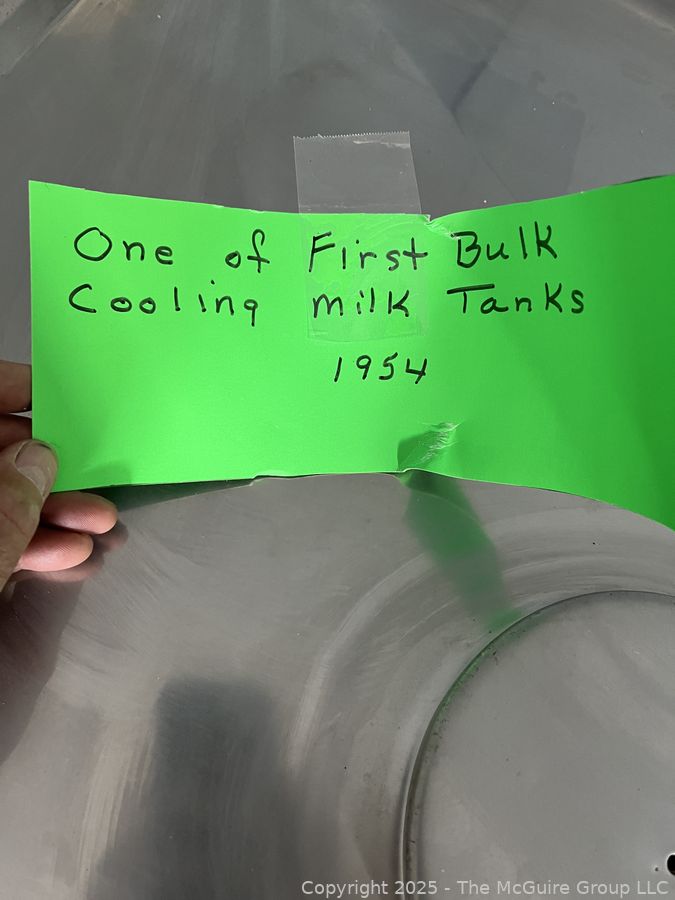 One of First Bulk
Cooling milk Tanks
1954
Copyright 2025 - The McGuire Group LLC